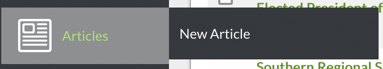 Elected President of
Articles
New Article
Southern Regional S